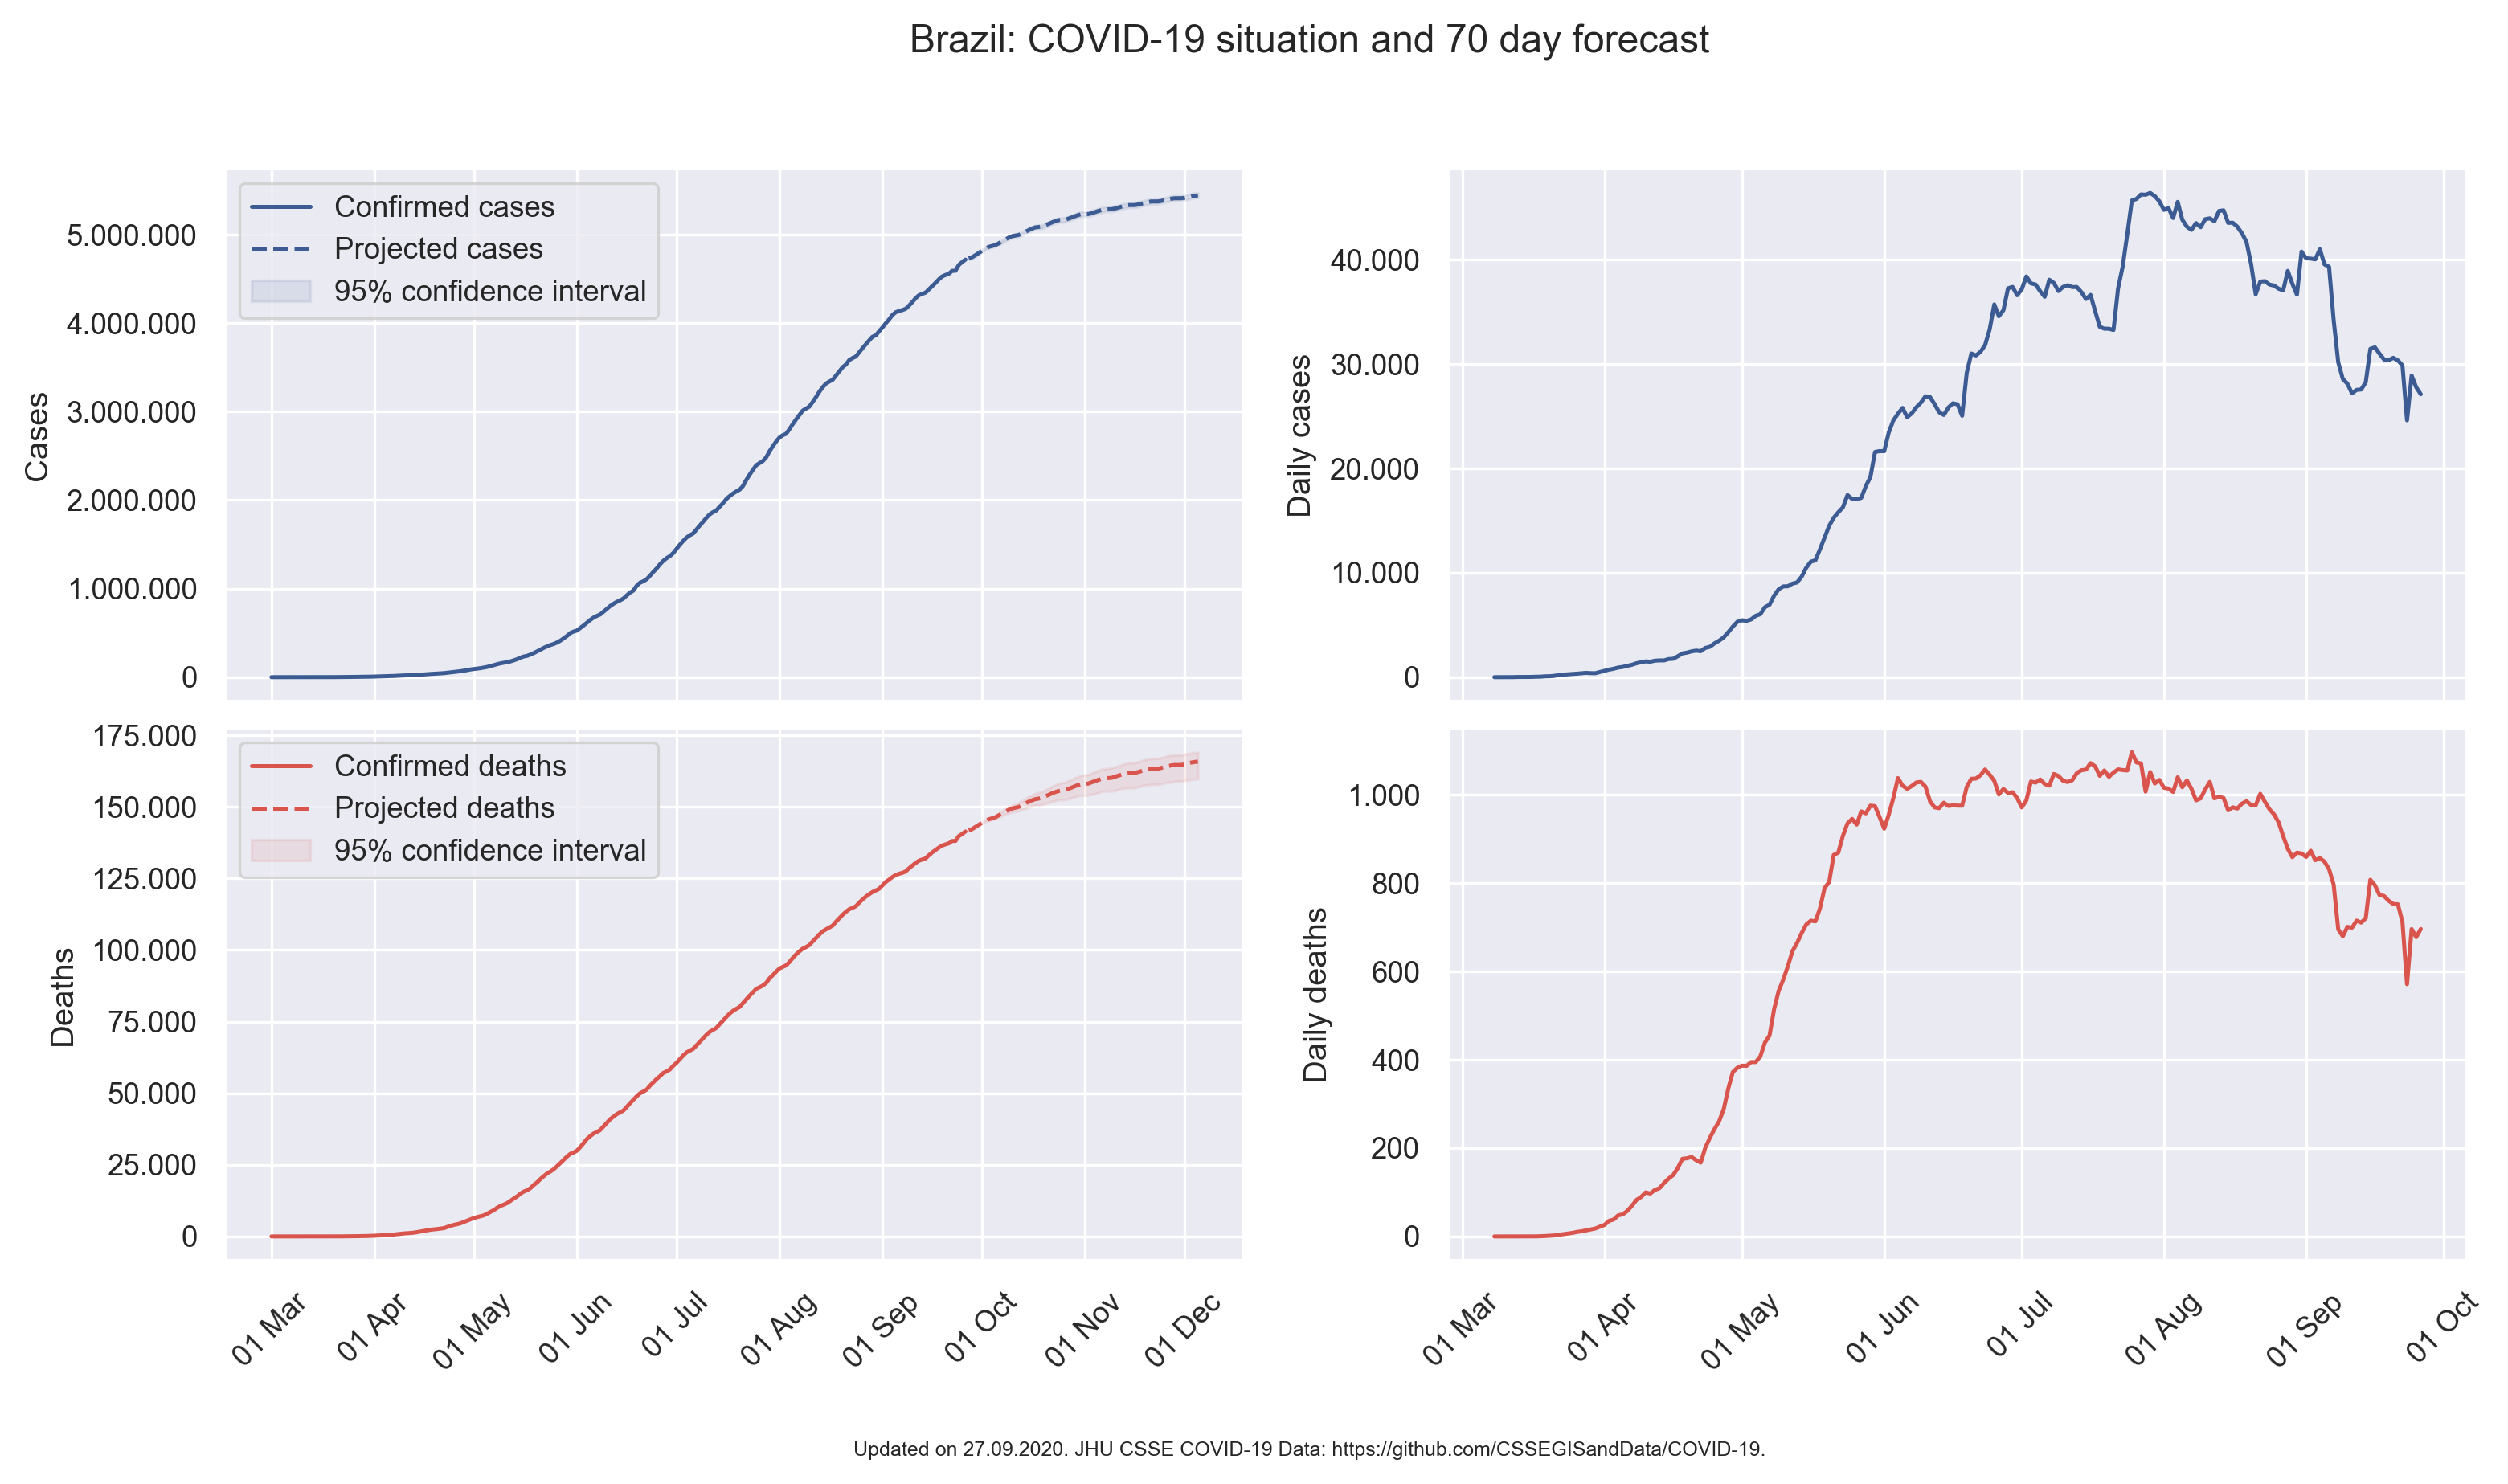 Brazil: COVID-19 situation and 70 day forecast
Confirmed cases
Projected cases
95% confidence interval
Cases
5.000.000
4.000.000
3.000.000
2.000.000
1.000.000
0
Daily cases
40.000
30.000
20.000
10.000
0
Confirmed deaths
Projected deaths
95% confidence interval
Deaths
175.000
150.000
125.000
100.000
75.000
50.000
25.000
0
01 Mar
01 Apr
01 May
01 Jun
01 Jul
01 Aug
01 Sep
01 Oct
01 Nov
01 Dec
Daily deaths
1.000
800
600
400
200
0
01 Mar
01 Apr
01 May
01 Jun
01 Jul
01 Aug
01 Sep
01 Oct
Updated on 27.09.2020. JHU CSSE COVID-19 Data: https://github.com/CSSEGISandData/COVID-19.